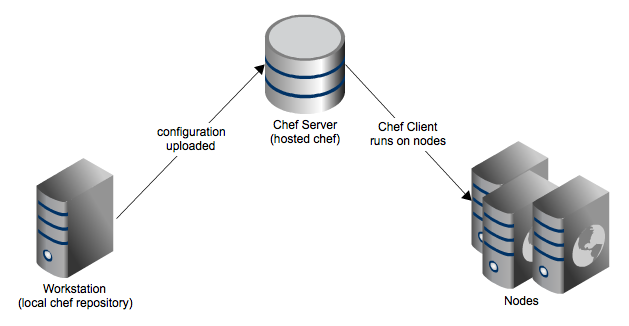 Chef Server
(hosted chef)
configuration
uploaded
Chef Client
runs on nodes
Workstation
(local chef repository)
Nodes